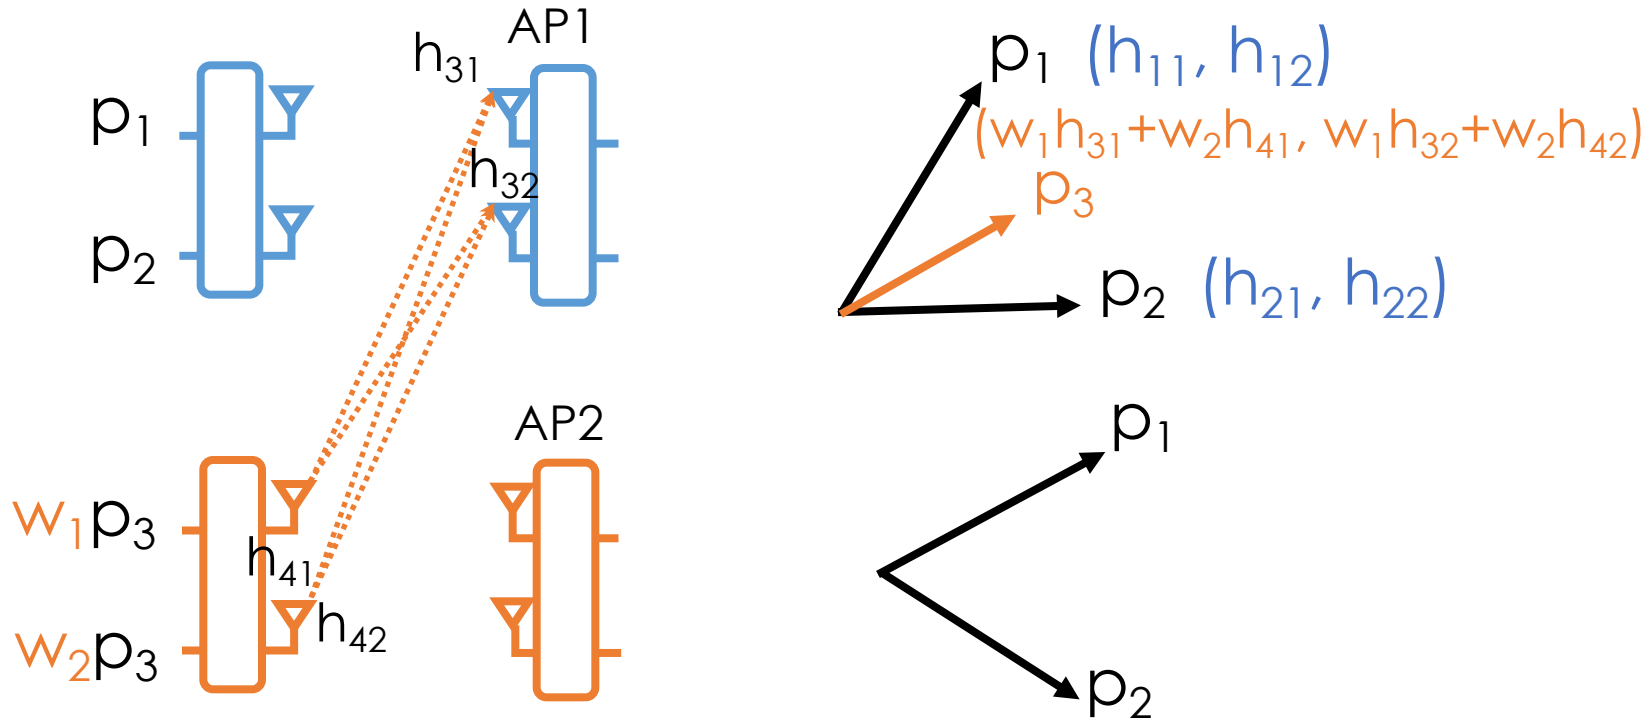 AP1
h31
p1
h32
p2
AP2
w1p3
h41
h42
w2p3
p1 (h11, h12)
(w1h31+w2h41, w1h32+w2h42)
p3
p2 (h21, h22)
p1
p2